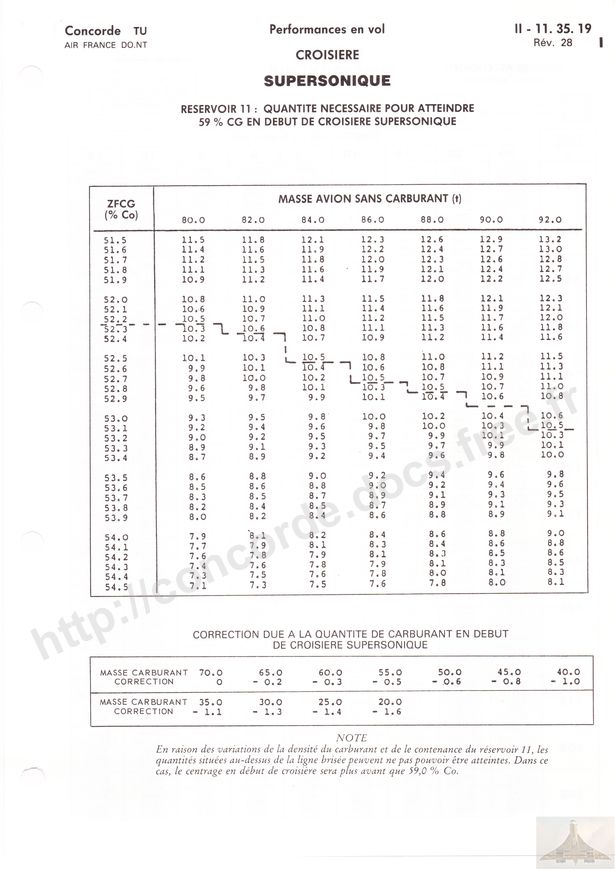 Concorde TU Performances en vol II - 11. 35. 19
AIR FRANCE DO.NT Rév. 28
CROISIERE
SUPERSONIQUE
RESERVOIR 11 : QUANTITE NECESSAIRE POUR ATTEINDRE
59 % CG EN DEBUT DE CROISIERE SUPERSONIQUE
ZFCG MASSE AVION SANS CARBURANT (t)
(% Co) 80.0 82.0 84.0 86.0 88.0 90.0 92.0
51.5 11.5 11.8 12.1 12.3 12.6 12.9 13.2
51.6 11.4 11.6 11.9 12.2 12.4 12.7 13.0
51.7 11.2 11.5 11.8 12.0 12.3 12.6 12.8
51.8 11.1 11.3 11.6 11.9 12.1 12.4 12.7
51.9 10.9 11.2 11.4 11.7 12.0 12.2 12.5
52.0 10.8 11.0 11.3 11.5 11.8 12.1 12.3
52.1 10.6 10.9 11.1 11.4 11.6 11.9 12.1
52.2 10.5 10.7 11.0 11.2 11.5 11.7 12.0
52.3 10.3 10.6 10.8 11.1 11.3 11.6 11.8
52.4 10.2 10.4 10.7 10.9 11.2 11.4 11.6
52.5 10.1 10.3 10.5 10.8 11.0 11.2 11.5
52.6 9.9 10.1 10.4 10.6 10.8 11.1 11.3
52.7 9.8 10.0 10.2 10.5 10.7 10.9 11.1
52.8 9.6 9.8 10.1 10.3 10.5 10.7 11.0
52.9 9.5 9.7 9.9 10.1 10.4 10.6 10.8
53.0 9.3 9.5 9.8 10.0 10.2 10.4 10.6
53.1 9.2 9.4 9.6 9.8 10.0 10.3 10.5
53.2 9.0 9.2 9.5 9.7 9.9 10.1 10.3
53.3 8.9 9.1 9.3 9.5 9.7 9.9 10.1
53.4 8.7 8.9 9.2 9.4 9.6 9.8 10.0
53.5 8.6 8.8 9.0 9.2 9.4 9.6 9.8
53.6 8.5 8.6 8.8 9.0 9.2 9.4 9.6
53.7 8.3 8.5 8.7 8.9 9.1 9.3 9.5
53.8 8.2 8.4 8.5 8.7 8.9 9.1 9.3
53.9 8.0 8.2 8.4 8.6 8.8 8.9 9.1
54.0 7.9 8.1 8.2 8.4 8.6 8.8 9.0
54.1 7.7 7.9 8.1 8.3 8.4 8.6 8.8
54.2 7.6 7.8 7.9 8.1 8.3 8.5 8.6
54.3 7.4 7.6 7.8 7.9 8.1 8.3 8.5
54.4 7.3 7.5 7.6 7.8 8.0 8.1 8.3
54.5 7.1 7.3 7.5 7.6 7.8 8.0 8.1
http://concorde.docs.free.fr
CORRECTION DUE A LA QUANTITE DE CARBURANT EN DEBUT
DE CROISIERE SUPERSONIQUE
MASSE CARBURANT 70.0 65.0 60.0 55.0 50.0 45.0 40.0
CORRECTION 0 - 0.2 - 0.3 - 0.5 - 0.6 - 0.8 - 1.0
MASSE CARBURANT 35.0 30.0 25.0 20.0
CORRECTION - 1.1 - 1.3 - 1.4 - 1.6
NOTE
En raison des variations de la densité du carburant et de le contenance du réservoir 11, les
quantités situées au-dessus de la ligne brisée peuvent ne pas pouvoir être atteintes. Dans ce
cas, le centrage en début de croisière sera plus avant que 59,0 % Co.